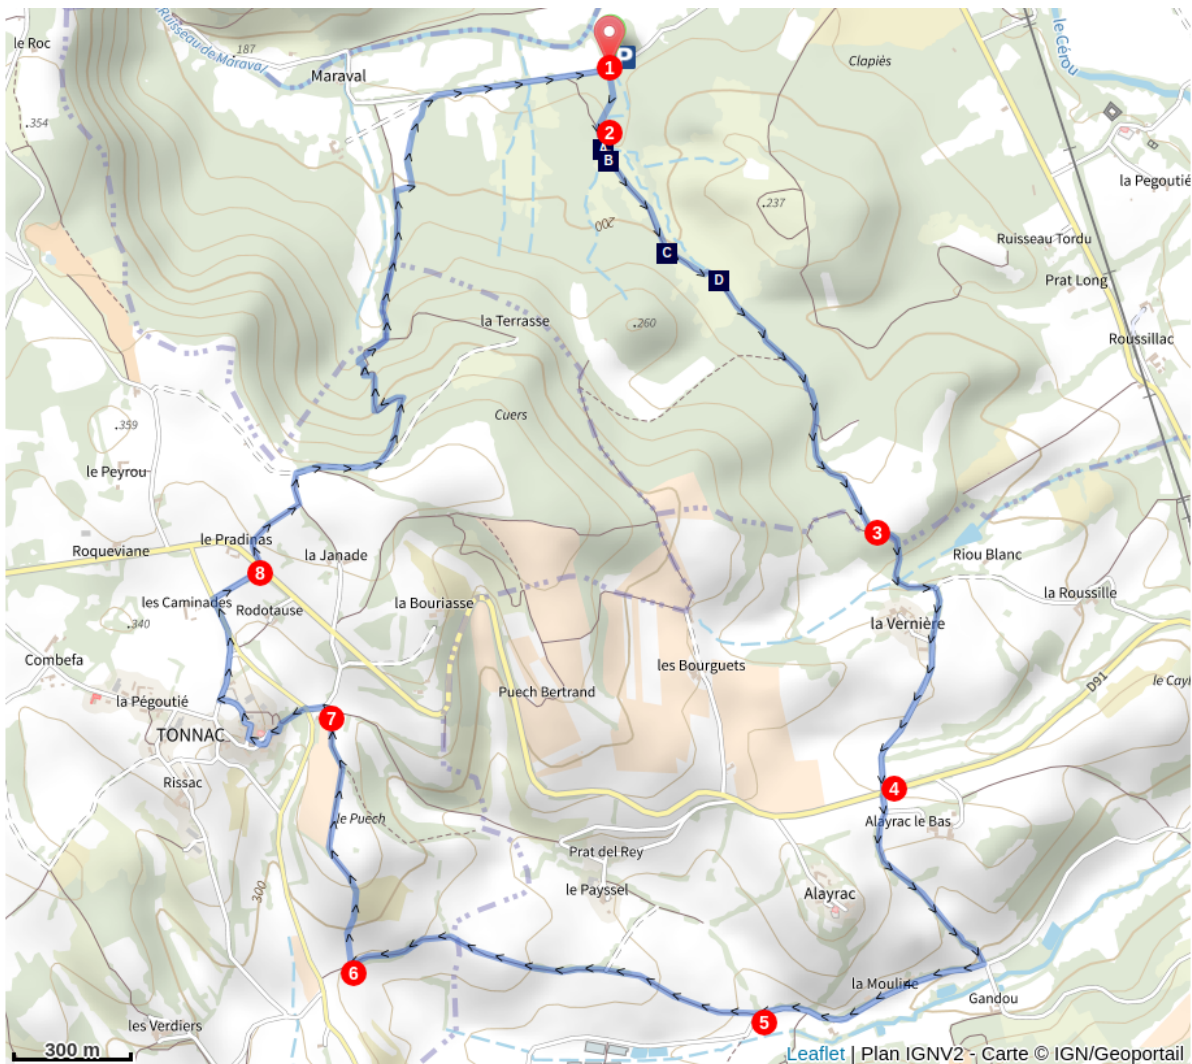 le Roc
Ruisseau de Maraval
187
Maraval
P
1
Clapiès
le Cérou
354
2
A
B
la Pegoutié
237
200
C
D
Ruisseau Tordu
Prat Long
la Terrasse
260
Roussillac
359
Cuers
le Peyrou
3
le Pradinas
Roqueviane
la Janade
Riou Blanc
8
les Caminades
Rodotause
la Bouriasse
la Roussille
340
la Vernière
Combefa
les Bourguets
D91
la Pégoutié
Puech Bertrand
7
TONNAC
Rissac
4
le Puech
Alayrac le Bas
Prat del Rey
300
le Payssel
Alayrac
6
la Mouline
Gandou
5
les Verdiers
300 m
Leaflet | Plan IGNV2 - Carte © IGN/Geoportail